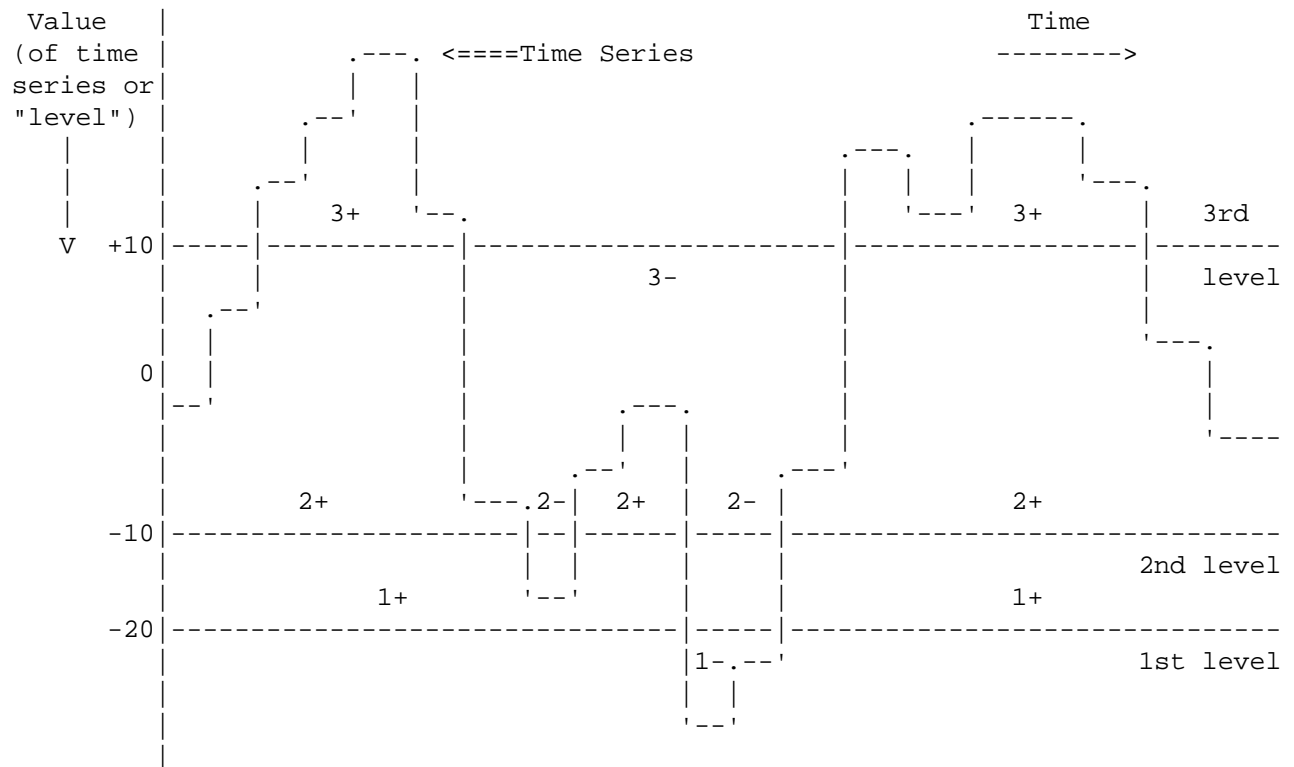 Value Time
(of time <====Time Series -------->
series or
"level")
3+ 3+ 3rd
V +10
3- level
0
2+ 2- 2+ 2- 2+
-10
2nd level
1+ 1+
-20
1- 1st level